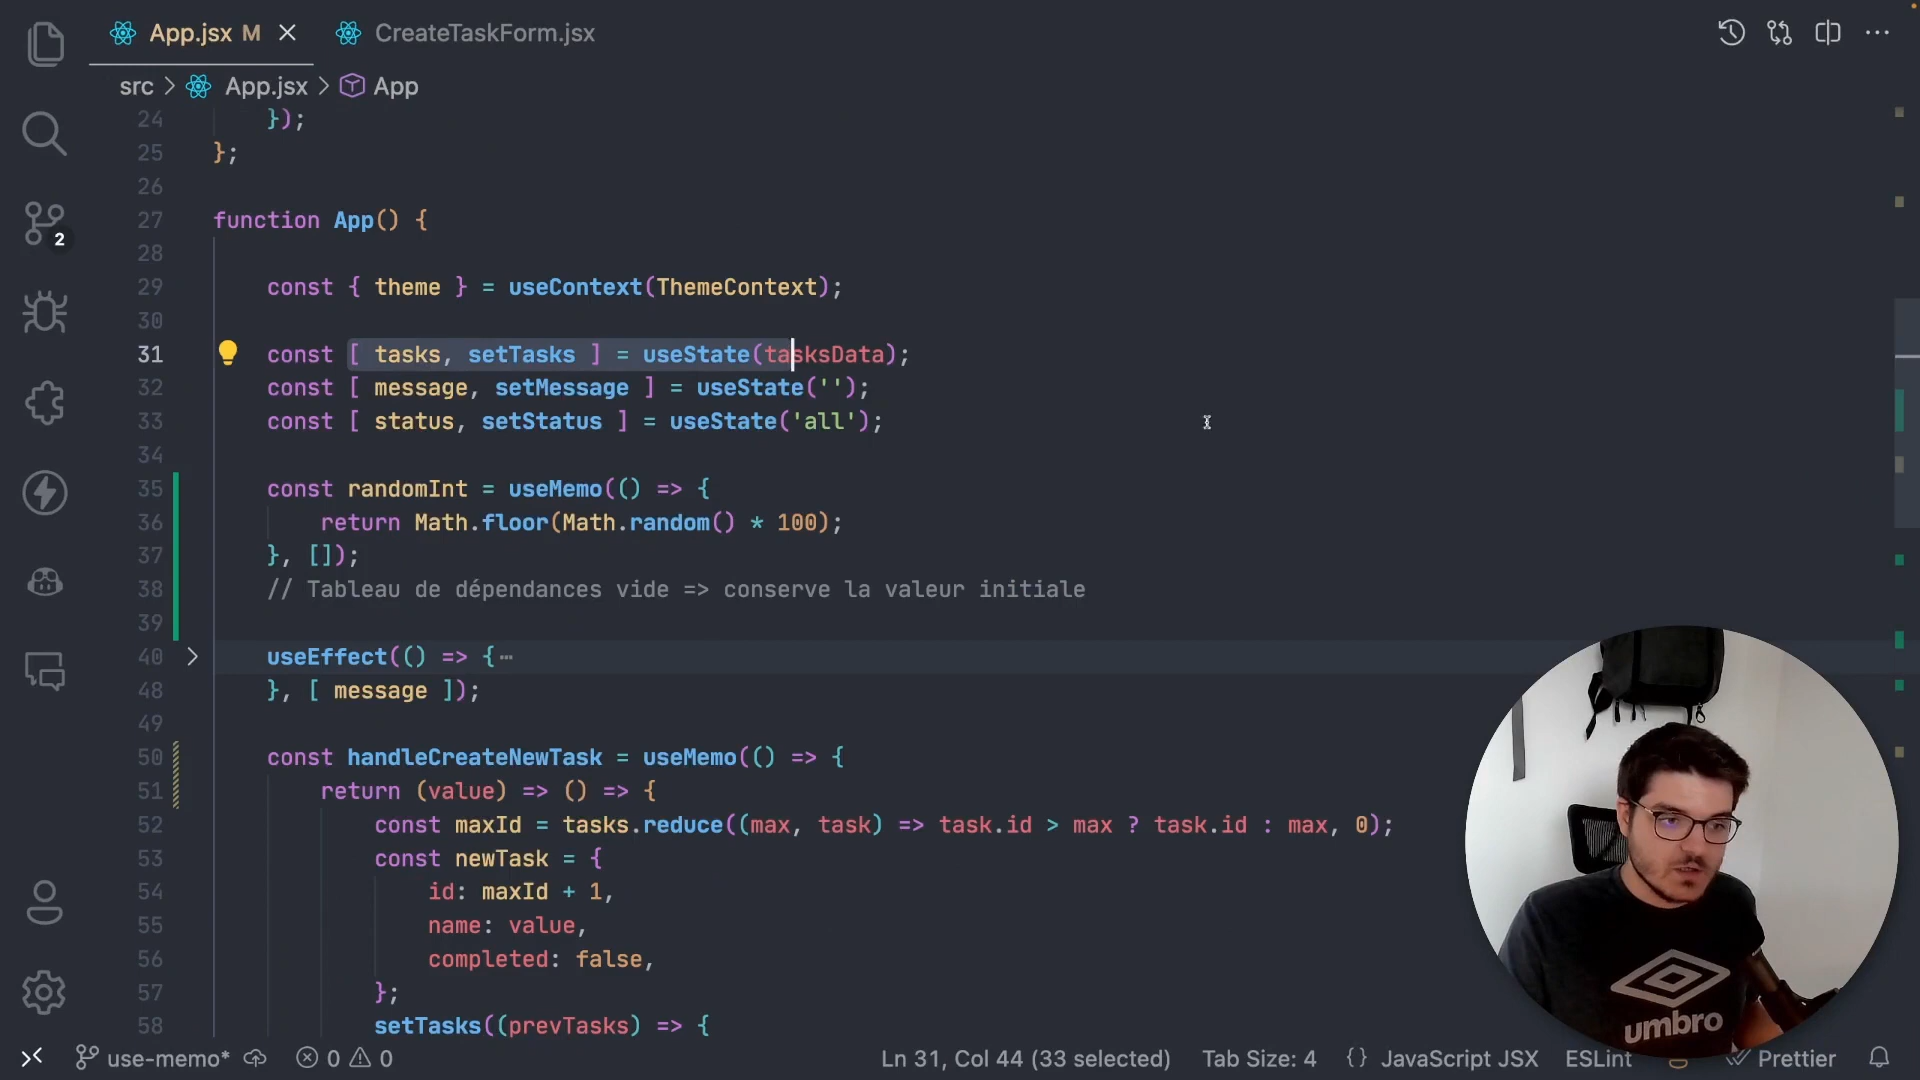 App.jsx M
CreateTaskForm.jsx
src > App.jsx > App
24 });
25 };
26
27 function App() {
28
29 const { theme } = useContext(ThemeContext);
30
31 const [ tasks, setTasks ] = useState(tasksData);
32 const [ message, setMessage ] = useState('');
33 const [ status, setStatus ] = useState('all');
34
35 const randomInt = useMemo(() => {
36 return Math.floor(Math.random() * 100);
37 }, []);
38 // Tableau de dépendances vide => conserve la valeur initiale
39
40 useEffect(() => {⋯
48 }, [ message ]);
49
50 const handleCreateNewTask = useMemo(() => {
51 return (value) => () => {
52 const maxId = tasks.reduce((max, task) => task.id > max ? task.id : max, 0);
53 const newTask = {
54 id: maxId + 1,
55 name: value,
56 completed: false,
57 };
58 setTasks((prevTasks) => {
2
umbro
use-memo* 0 0 Ln 31, Col 44 (33 selected) Tab Size: 4 {} JavaScript JSX ESLint Prettier